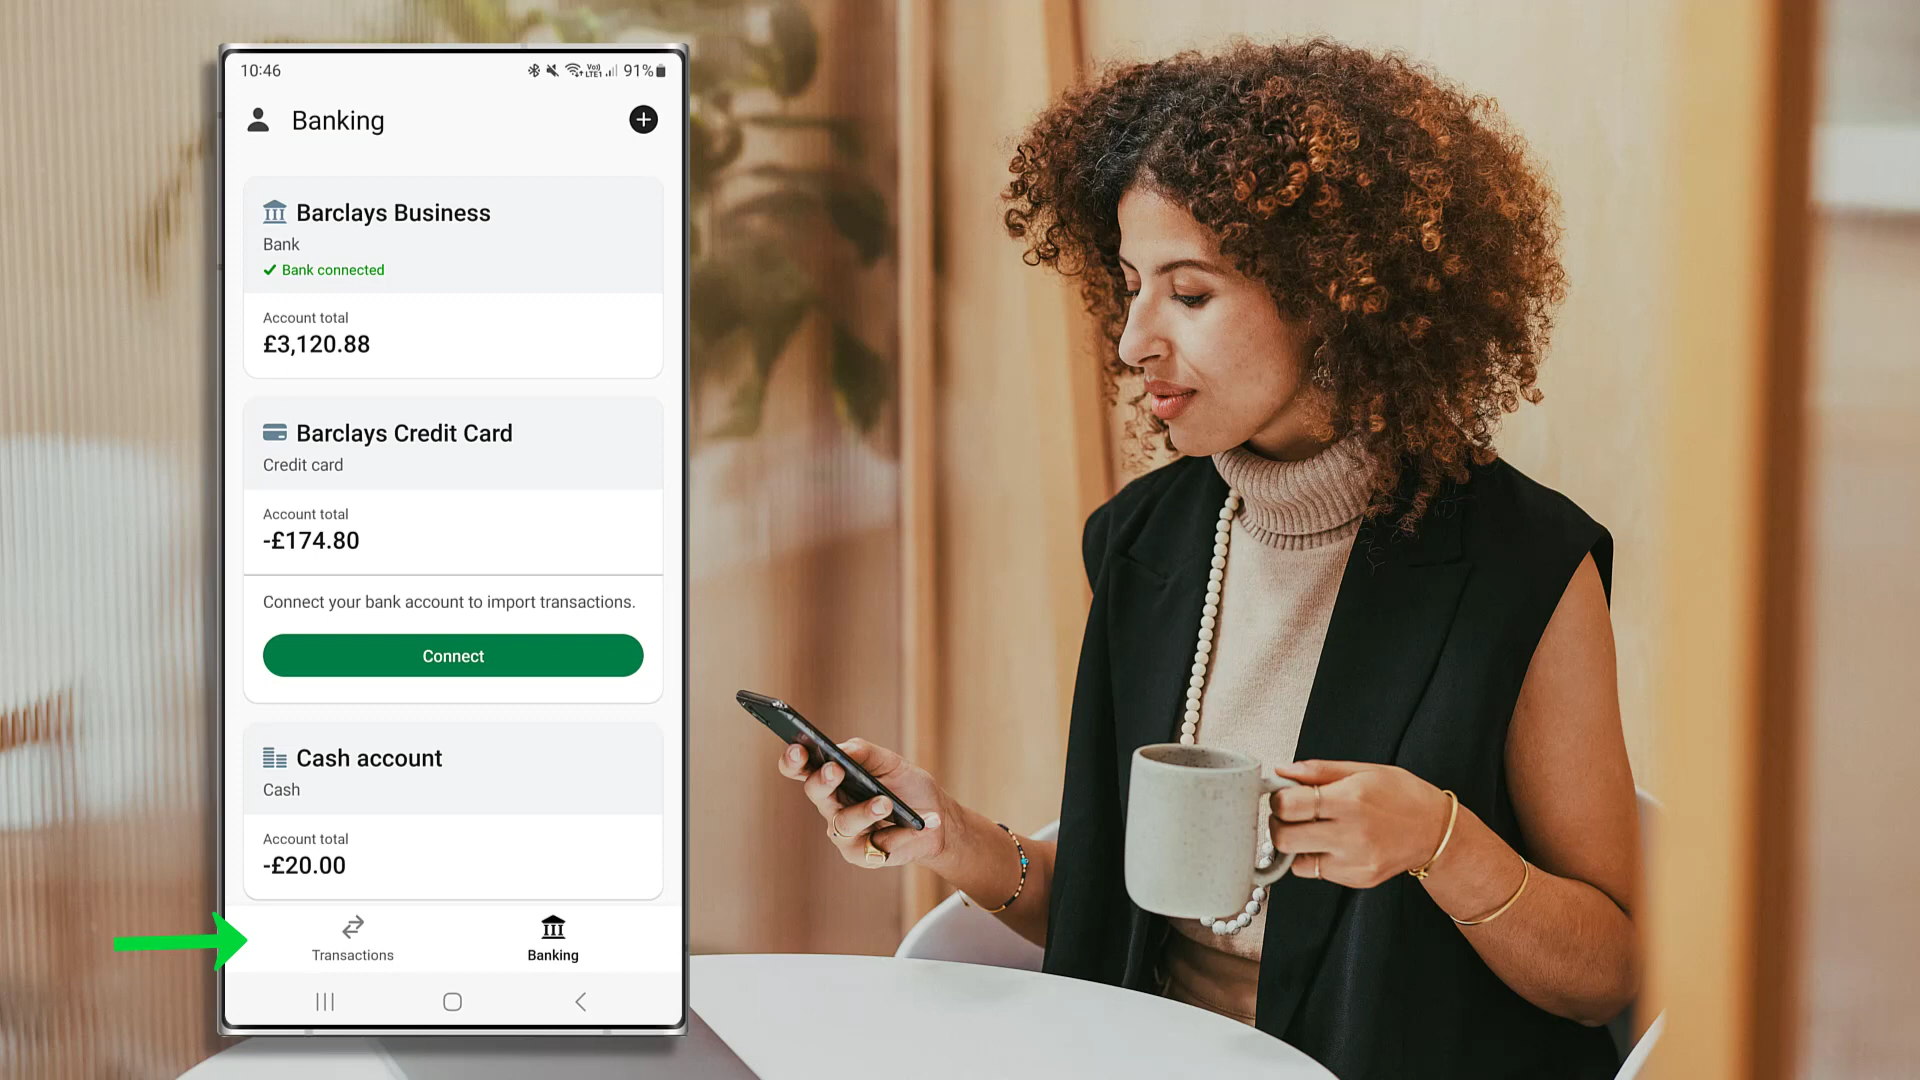 10:46
Vo)) LTE1 91%
Banking
Barclays Business
Bank
Bank connected
Account total
£3,120.88
Barclays Credit Card
Credit card
Account total
-£174.80
Connect your bank account to import transactions.
Connect
Cash account
Cash
Account total
-£20.00
Transactions
Banking